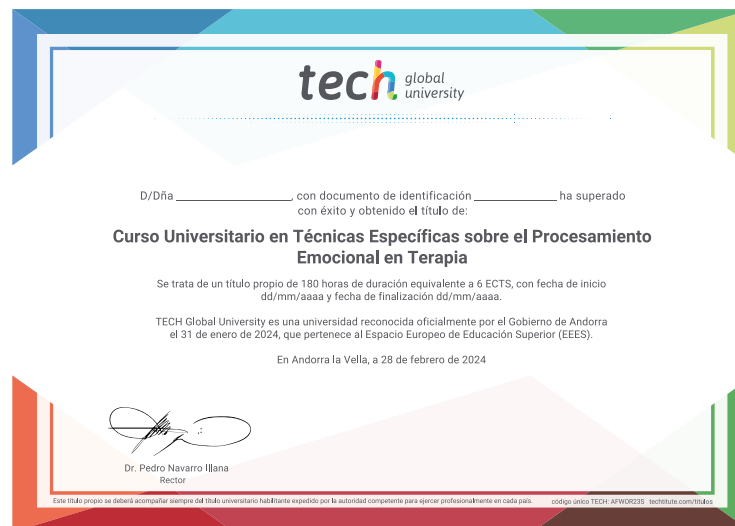 tech global university
D/Dña ____________________, con documento de identificación ______________ ha superado
con éxito y obtenido el título de:
Curso Universitario en Técnicas Específicas sobre el Procesamiento
Emocional en Terapia
Se trata de un título propio de 180 horas de duración equivalente a 6 ECTS, con fecha de inicio
dd/mm/aaaa y fecha de finalización dd/mm/aaaa.
TECH Global University es una universidad reconocida oficialmente por el Gobierno de Andorra
el 31 de enero de 2024, que pertenece al Espacio Europeo de Educación Superior (EEES).
En Andorra la Vella, a 28 de febrero de 2024
Dr. Pedro Navarro Illana
Rector
Este título propio se deberá acompañar siempre del título universitario habilitante expedido por la autoridad competente para ejercer profesionalmente en cada país. código único TECH: AFWOR23S techtitute.com/titulos